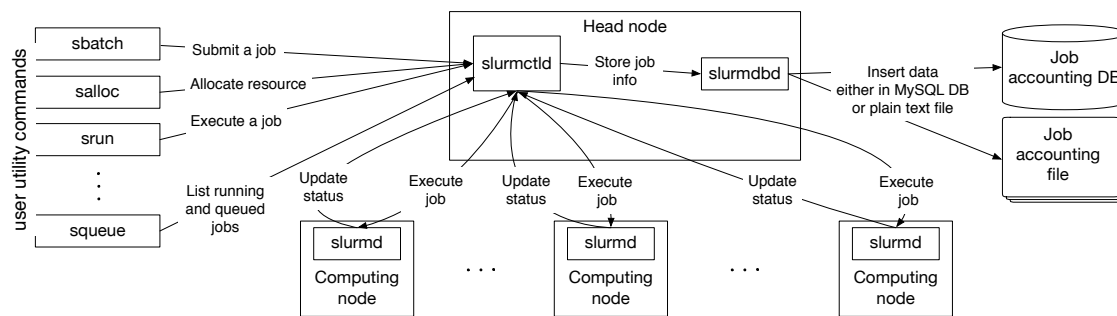 user utility commands
sbatch
salloc
srun
squeue
Submit a job
Allocate resource
Execute a job
List running
and queued
jobs
Head node
slurmctld
Store job
info
slurmdbd
Insert data
either in MySQL DB
or plain text file
Job
accounting DB
Job
accounting
file
Update
status
Execute
job
Update
status
Execute
job
Update
status
Execute
job
slurmd
Computing
node
. . .
slurmd
Computing
node
. . .
slurmd
Computing
node